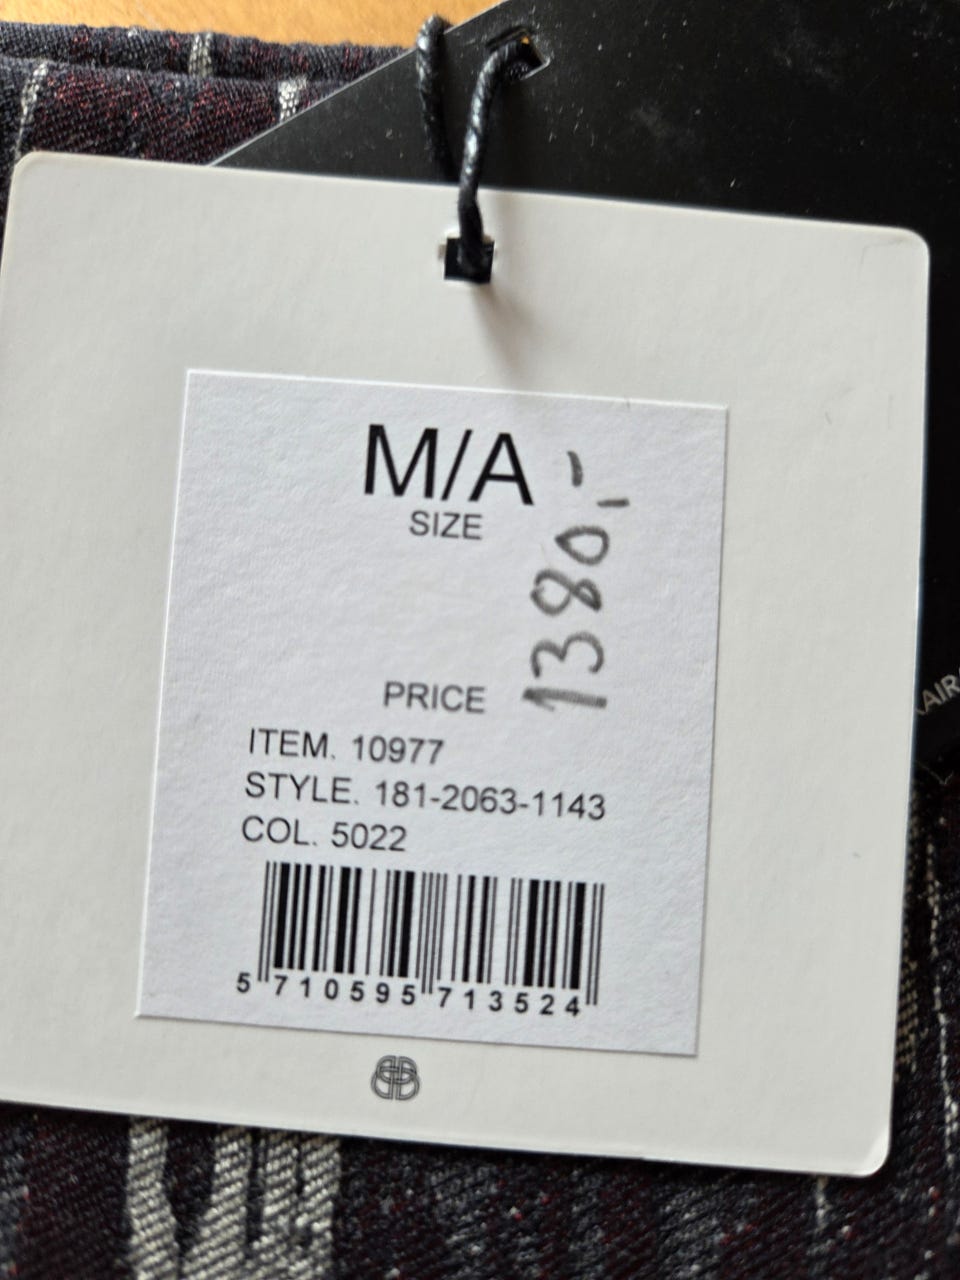 M/A
SIZE
1380,-
PRICE
ITEM. 10977
STYLE. 181-2063-1143
COL. 5022
5 710595 713524